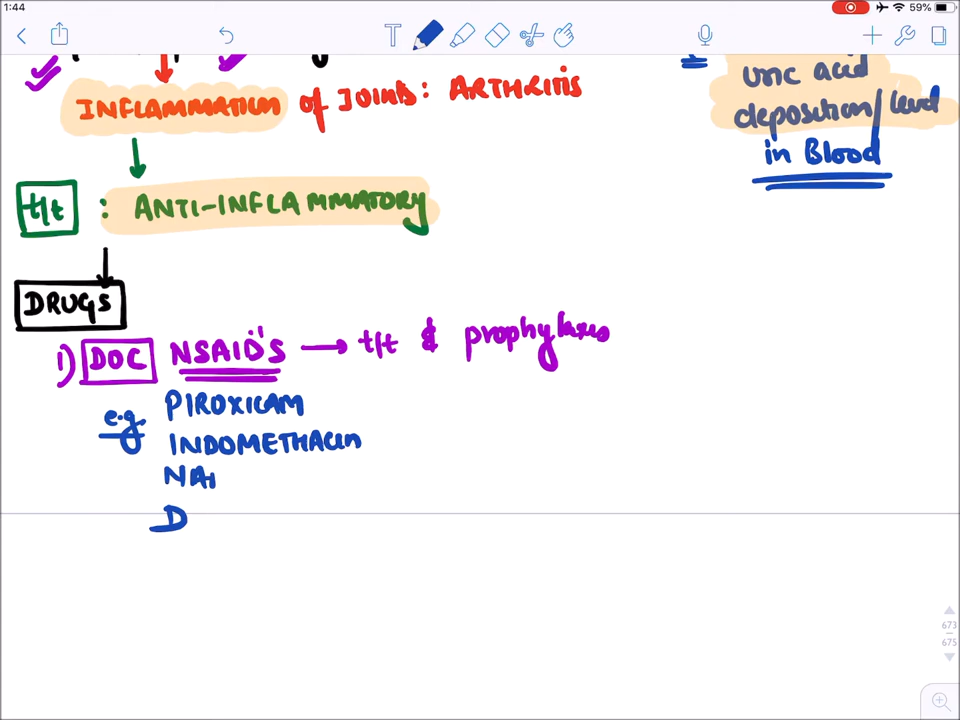 1:44
59%
T
INFLAMMATION of Joints: ARTHRITIS
uric acid
deposition/level
in Blood
t/t : ANTI-INFLAMMATORY
DRUGS
1) DOC NSAID'S → t/t & prophylaxis
e.g. PIROXICAM
INDOMETHACIN
NA
D
673
675